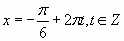 x = −π/6 + 2πt, t ∈ Z